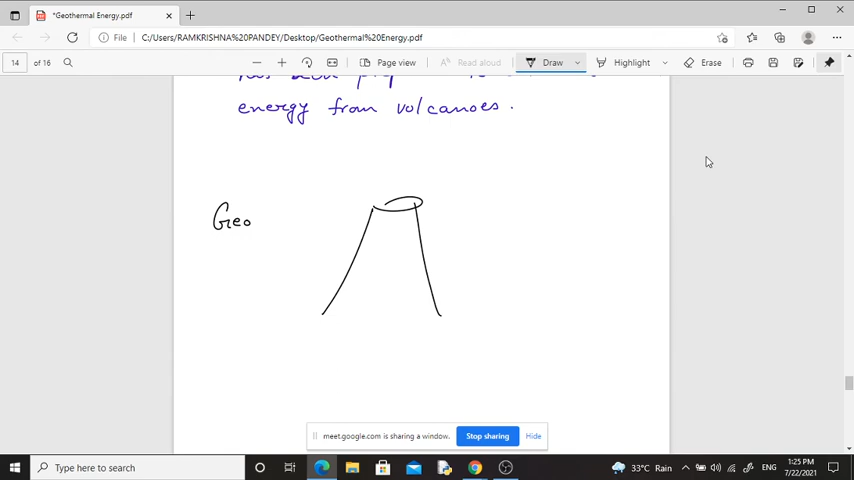 *Geothermal Energy.pdf
File C:/Users/RAMKRISHNA%20PANDEY/Desktop/Geothermal%20Energy.pdf
14 of 16 Page view Read aloud Draw Highlight Erase
energy from volcanoes.
Geo
meet.google.com is sharing a window. Stop sharing Hide
Type here to search 33°C Rain ENG 1:25 PM
7/22/2021